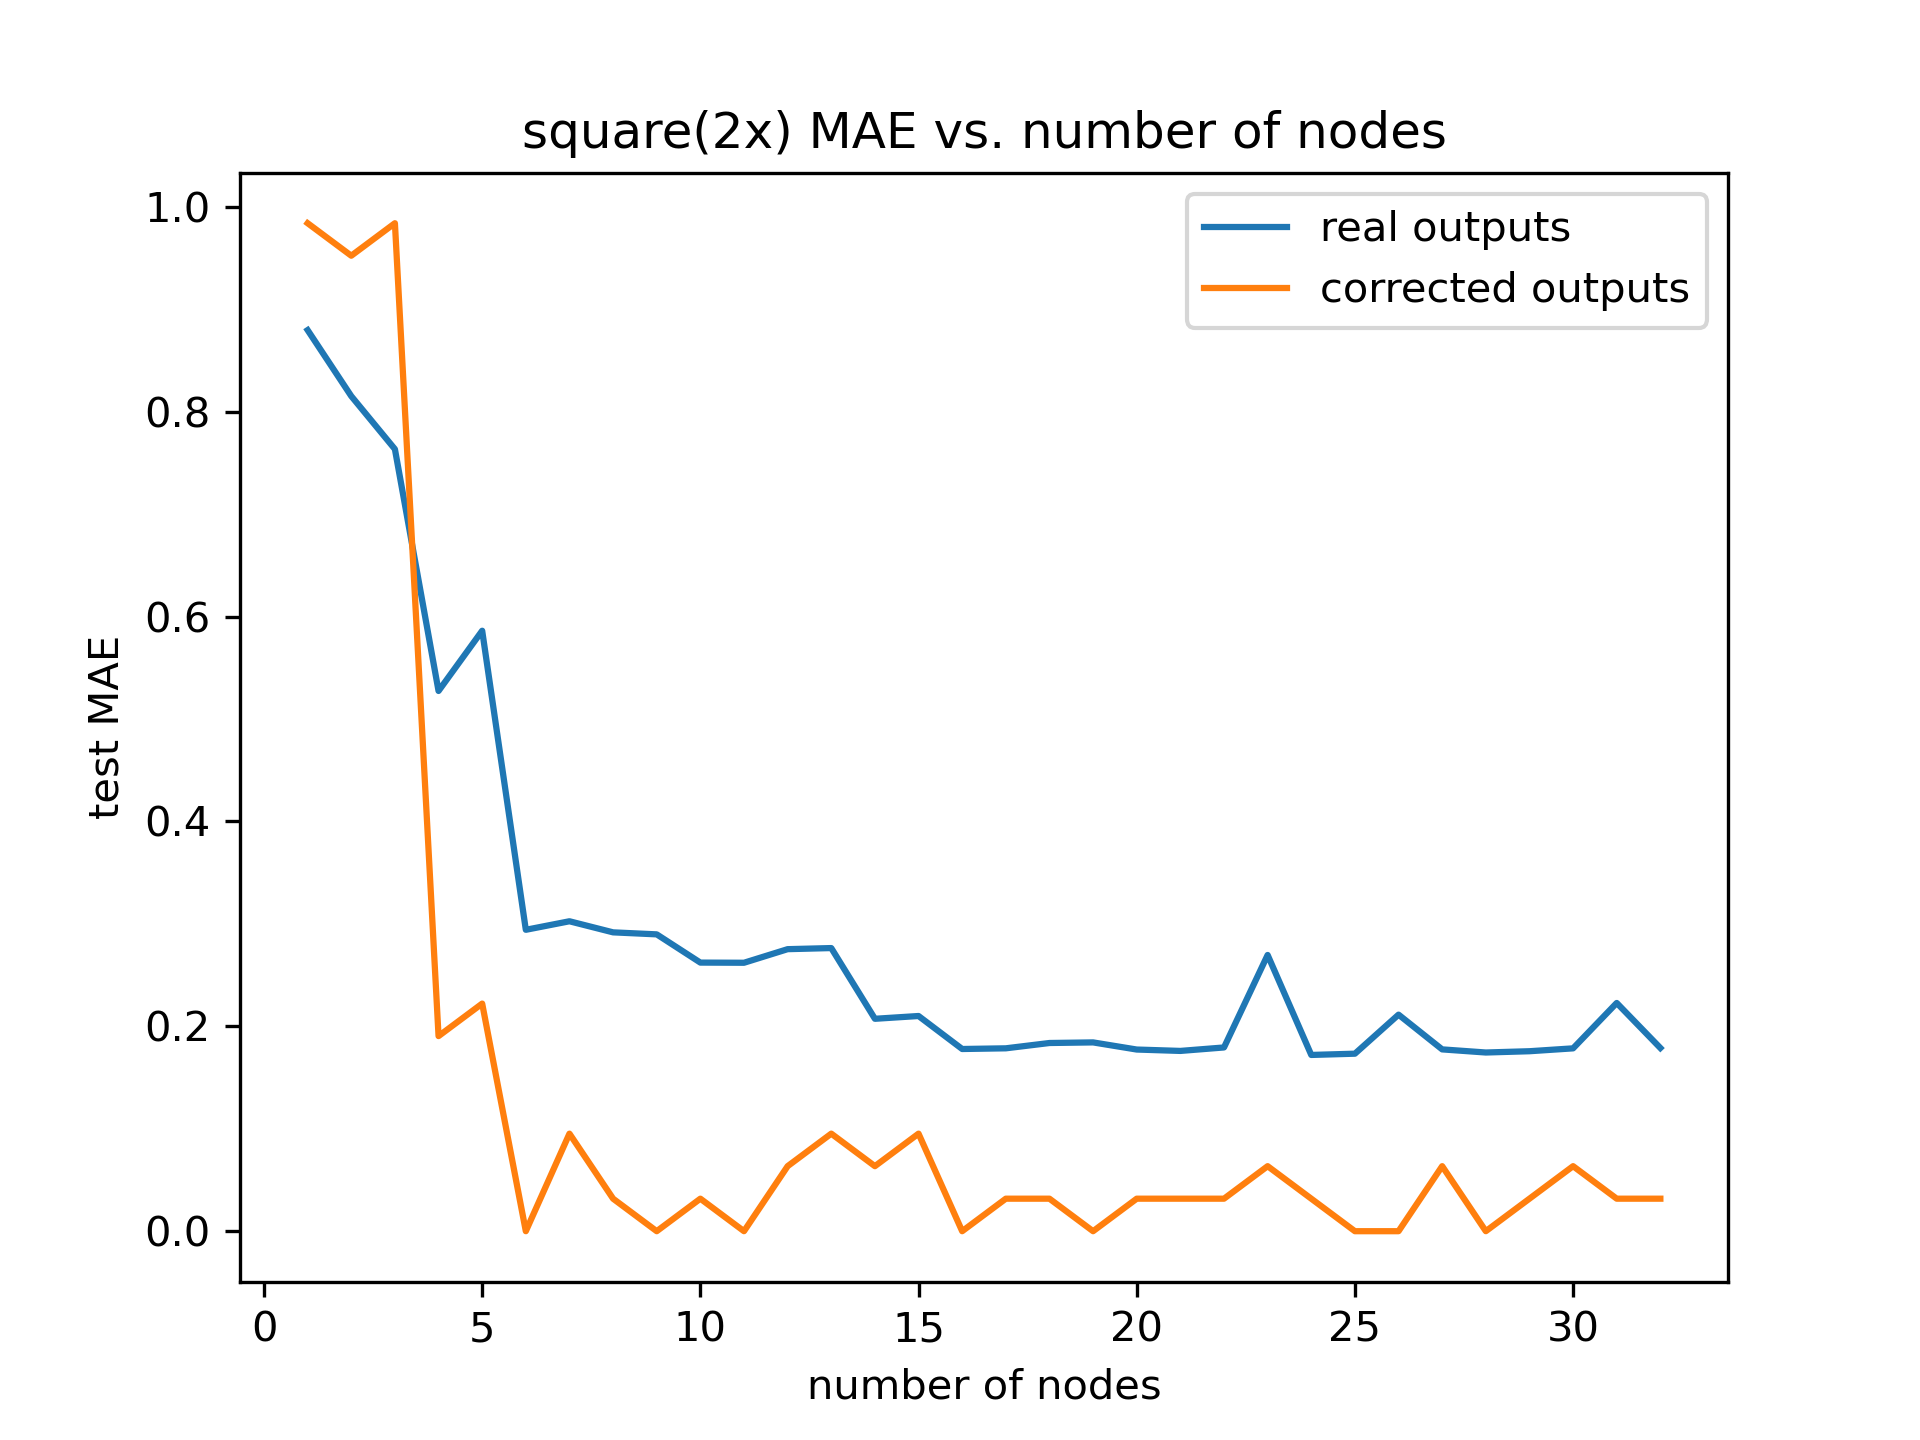 square(2x) MAE vs. number of nodes
real outputs
corrected outputs
1.0
0.8
0.6
0.4
0.2
0.0
test MAE
0 5 10 15 20 25 30
number of nodes